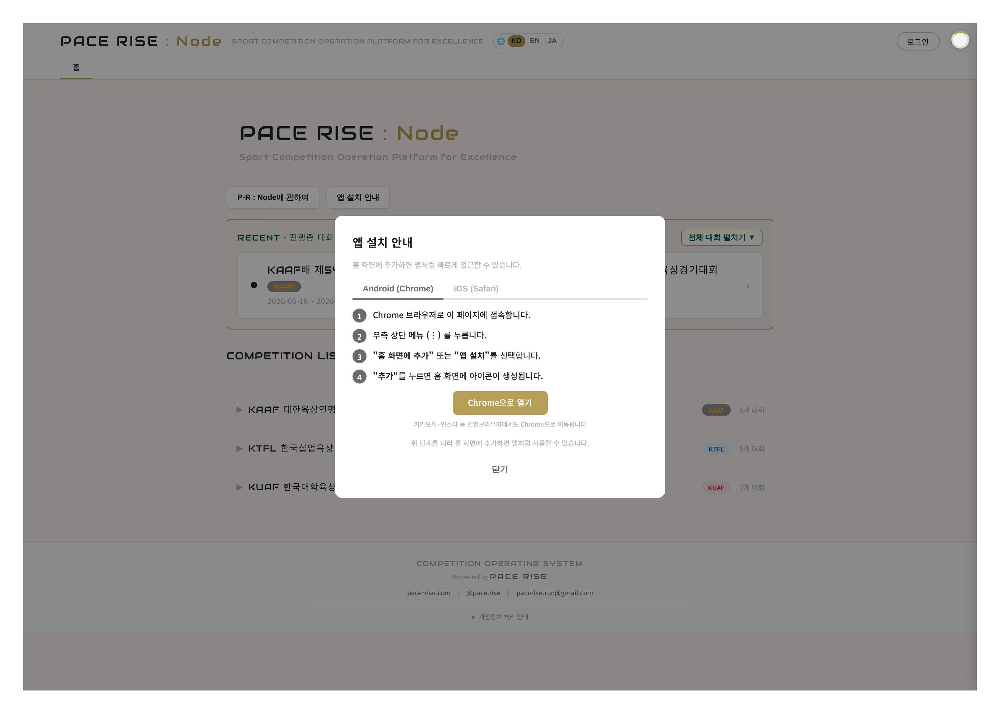 PACE RISE : Node SPORT COMPETITION OPERATION PLATFORM FOR EXCELLENCE KO EN JA 로그인
홈
PACE RISE : Node
Sport Competition Operation Platform for Excellence
P-R : Node에 관하여 앱 설치 안내
RECENT • 진행중 대회 전체 대회 펼치기 ▼
KAAF배 제5 육상경기대회
KAAF
2026-06-19 ~ 2026-
COMPETITION LIS
▶ KAAF 대한육상연맹 KAAF 5개 대회
▶ KTFL 한국실업육상 KTFL 5개 대회
▶ KUAF 한국대학육상 KUAF 2개 대회
앱 설치 안내
홈 화면에 추가하면 앱처럼 빠르게 접근할 수 있습니다.
Android (Chrome) iOS (Safari)
1 Chrome 브라우저로 이 페이지에 접속합니다.
2 우측 상단 메뉴 (⋮) 를 누릅니다.
3 "홈 화면에 추가" 또는 "앱 설치"를 선택합니다.
4 "추가"를 누르면 홈 화면에 아이콘이 생성됩니다.
Chrome으로 열기
카카오톡·인스타 등 인앱브라우저에서도 Chrome으로 이동됩니다
위 단계를 따라 홈 화면에 추가하면 앱처럼 사용할 수 있습니다.
닫기
COMPETITION OPERATING SYSTEM
Powered by PACE RISE
pace-rise.com | @pace.rise | pacerise.run@gmail.com
▶ 개인정보 처리 안내